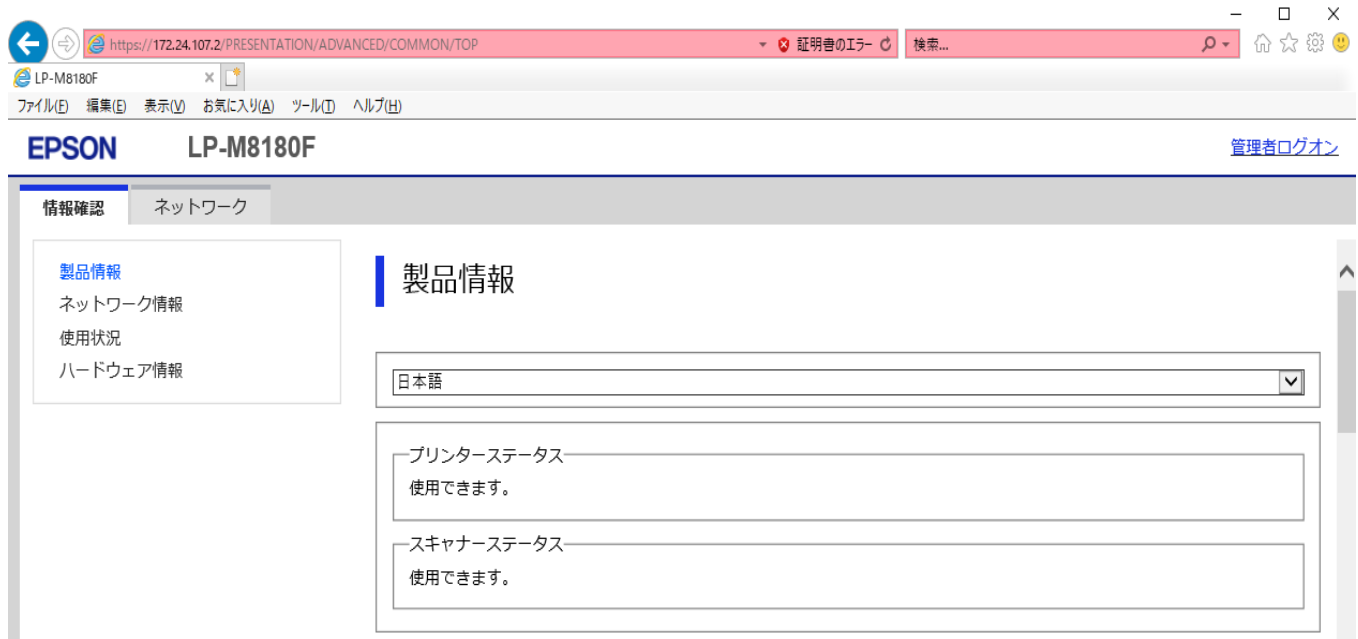 https://172.24.107.2/PRESENTATION/ADVANCED/COMMON/TOP 証明書のエラー 検索...
LP-M8180F
ファイル(F) 編集(E) 表示(V) お気に入り(A) ツール(T) ヘルプ(H)
EPSON LP-M8180F 管理者ログオン
情報確認 ネットワーク
製品情報
ネットワーク情報
使用状況
ハードウェア情報
製品情報
日本語
プリンターステータス
使用できます。
スキャナーステータス
使用できます。